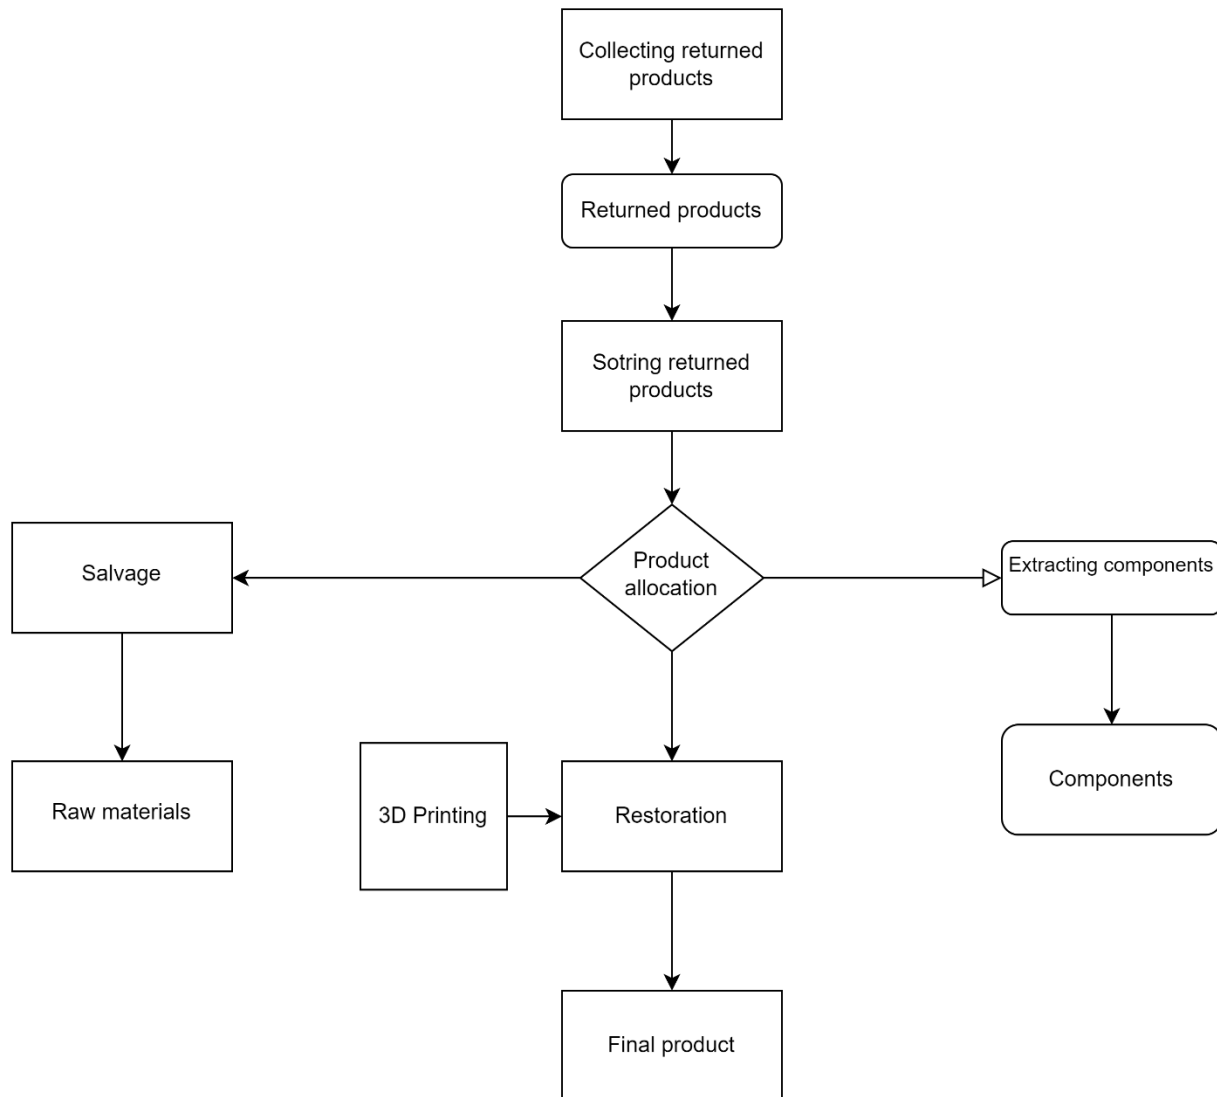 Collecting returned
products
Returned products
Sotring returned
products
Product
allocation
Salvage
Extracting components
Raw materials
3D Printing
Restoration
Components
Final product